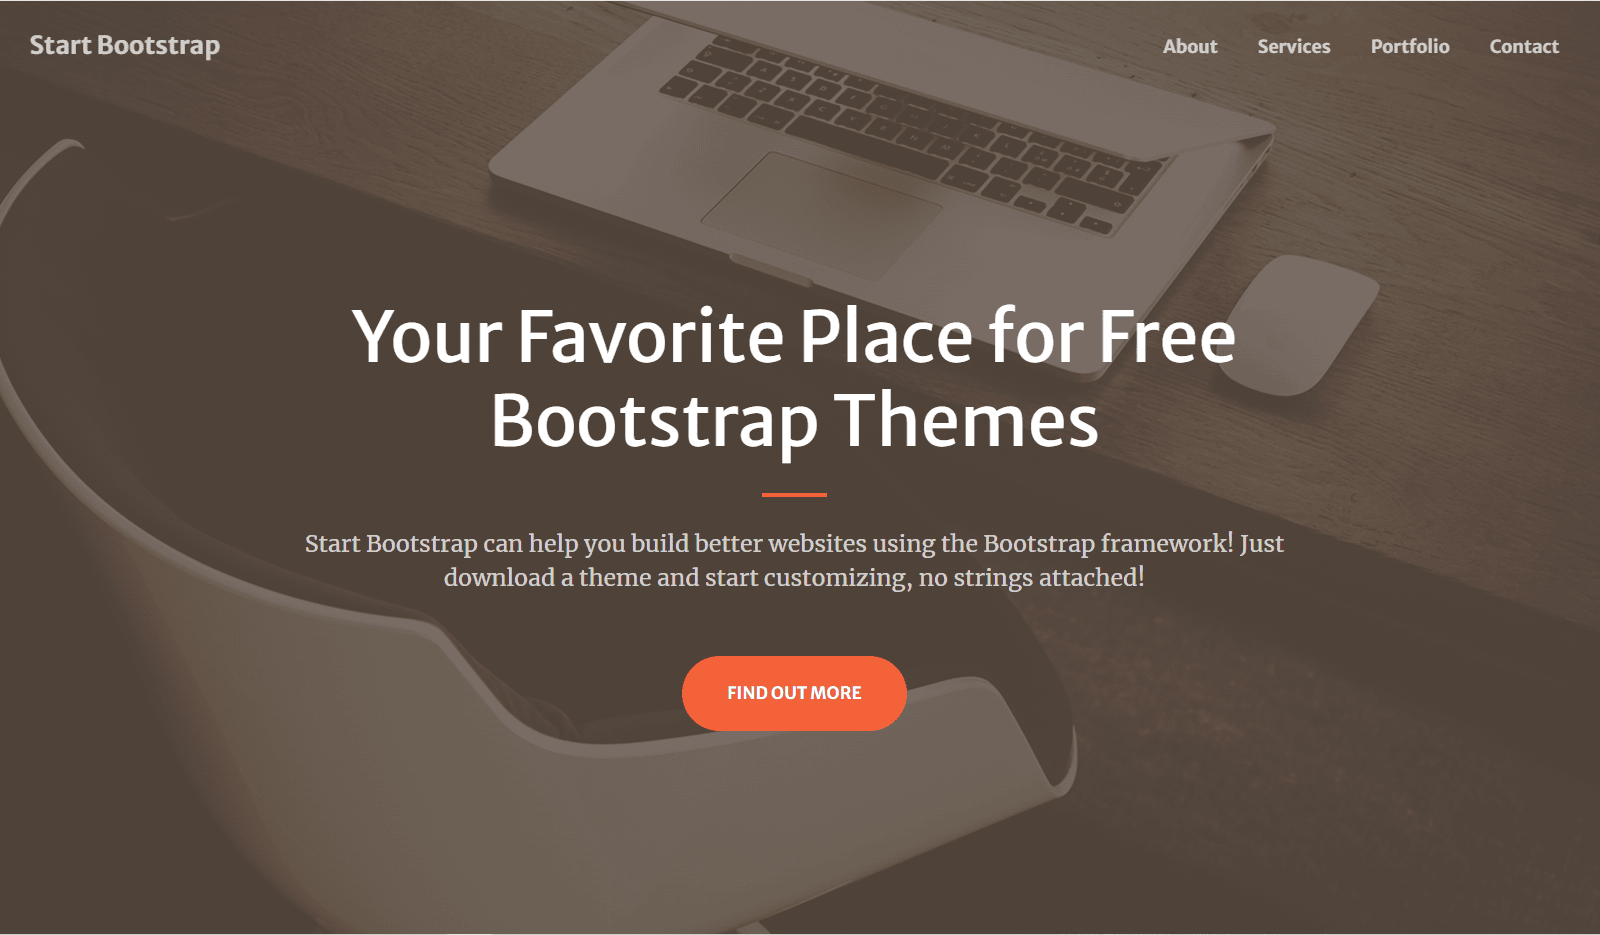 Start Bootstrap
About Services Portfolio Contact
Your Favorite Place for Free
Bootstrap Themes
Start Bootstrap can help you build better websites using the Bootstrap framework! Just
download a theme and start customizing, no strings attached!
FIND OUT MORE